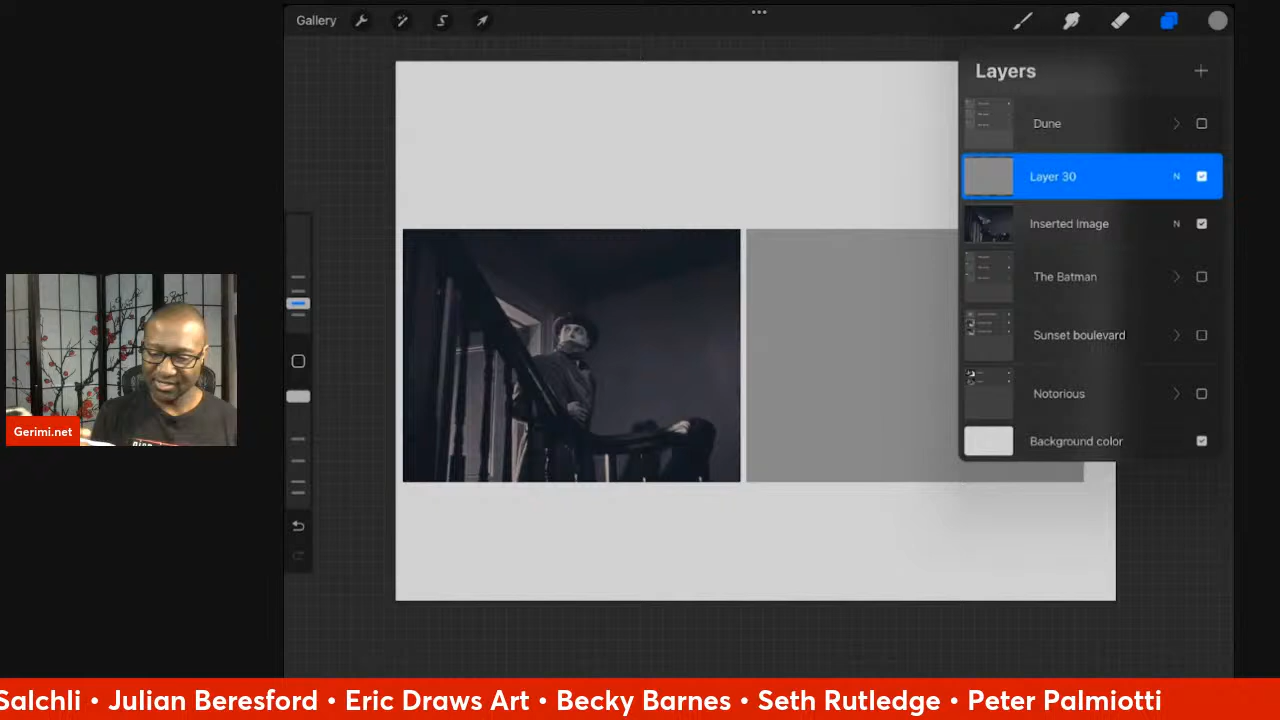 Gallery
Layers
Dune
Layer 30 N
Inserted Image N
The Batman
Sunset boulevard
Notorious
Background color
Gerimi.net
Salchli • Julian Beresford • Eric Draws Art • Becky Barnes • Seth Rutledge • Peter Palmiotti